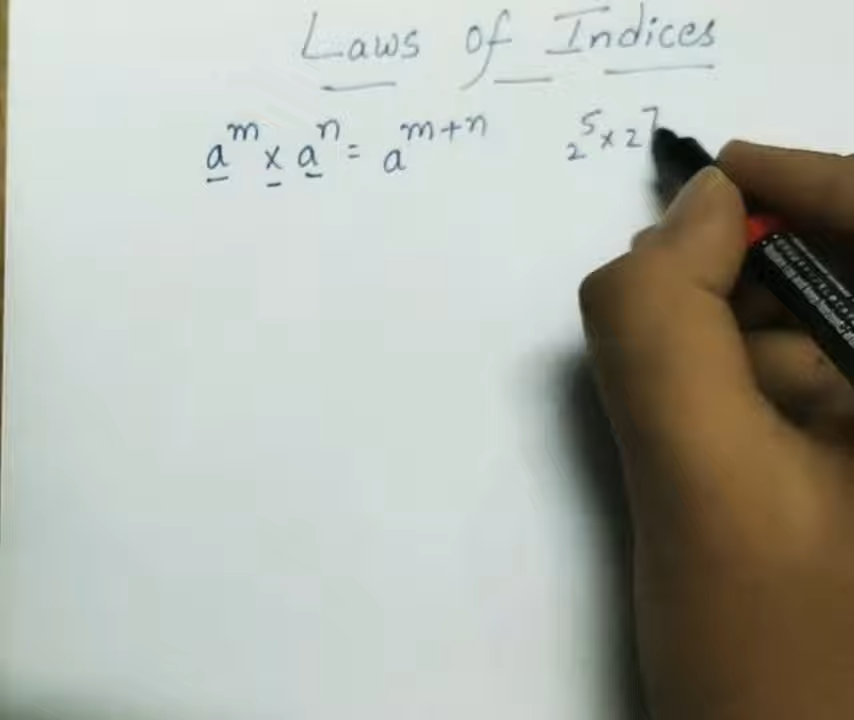 Laws of Indices
a^m × a^n = a^{m+n} 2^5 × 2^7